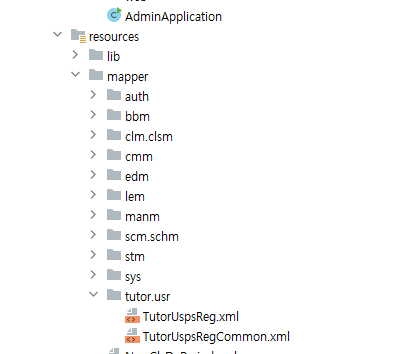 AdminApplication
resources
lib
mapper
auth
bbm
clm.clsm
cmm
edm
lem
manm
scm.schm
stm
sys
tutor.usr
TutorUspsReg.xml
TutorUspsRegCommon.xml